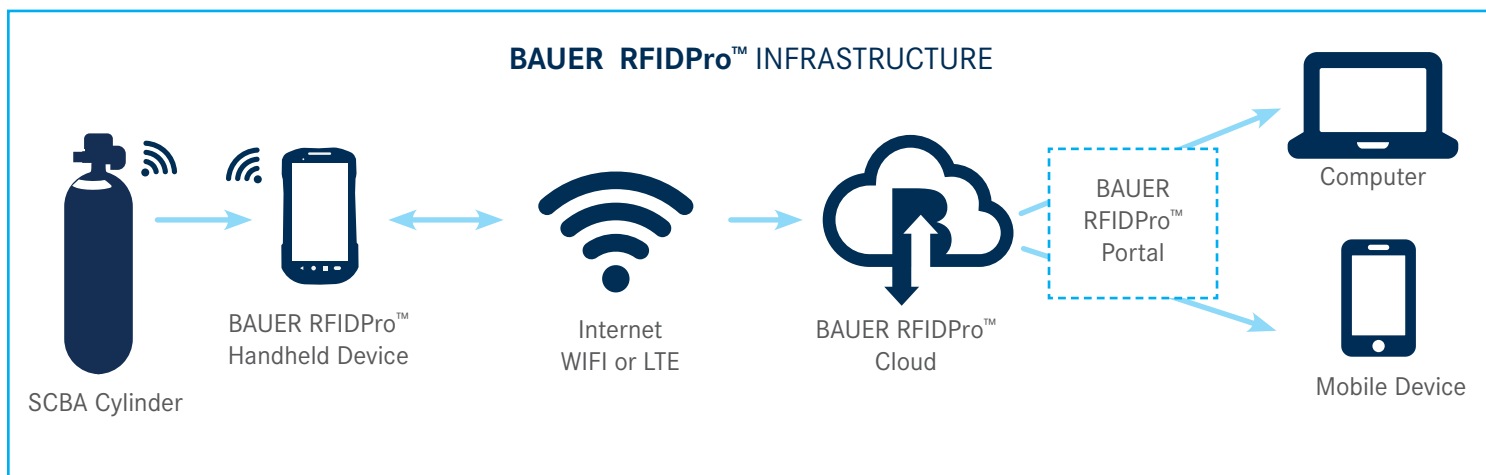 BAUER RFIDPro™ INFRASTRUCTURE
SCBA Cylinder
BAUER RFIDPro™
Handheld Device
Internet
WIFI or LTE
B
BAUER RFIDPro™
Cloud
BAUER
RFIDPro™
Portal
Computer
Mobile Device